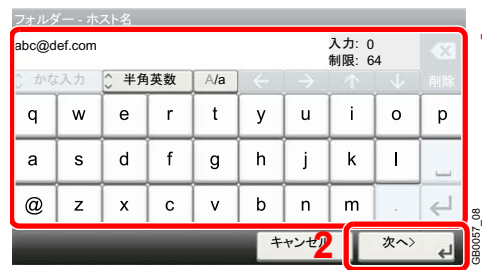 フォルダー - ホスト名
abc@def.com
入力: 0
制限: 64
かな入力 半角英数 A/a ← → ↑ ↓ 削除
q w e r t y u i o p
a s d f g h j k l
@ z x c v b n m .
キャンセル 2 次へ>
GB0057_08